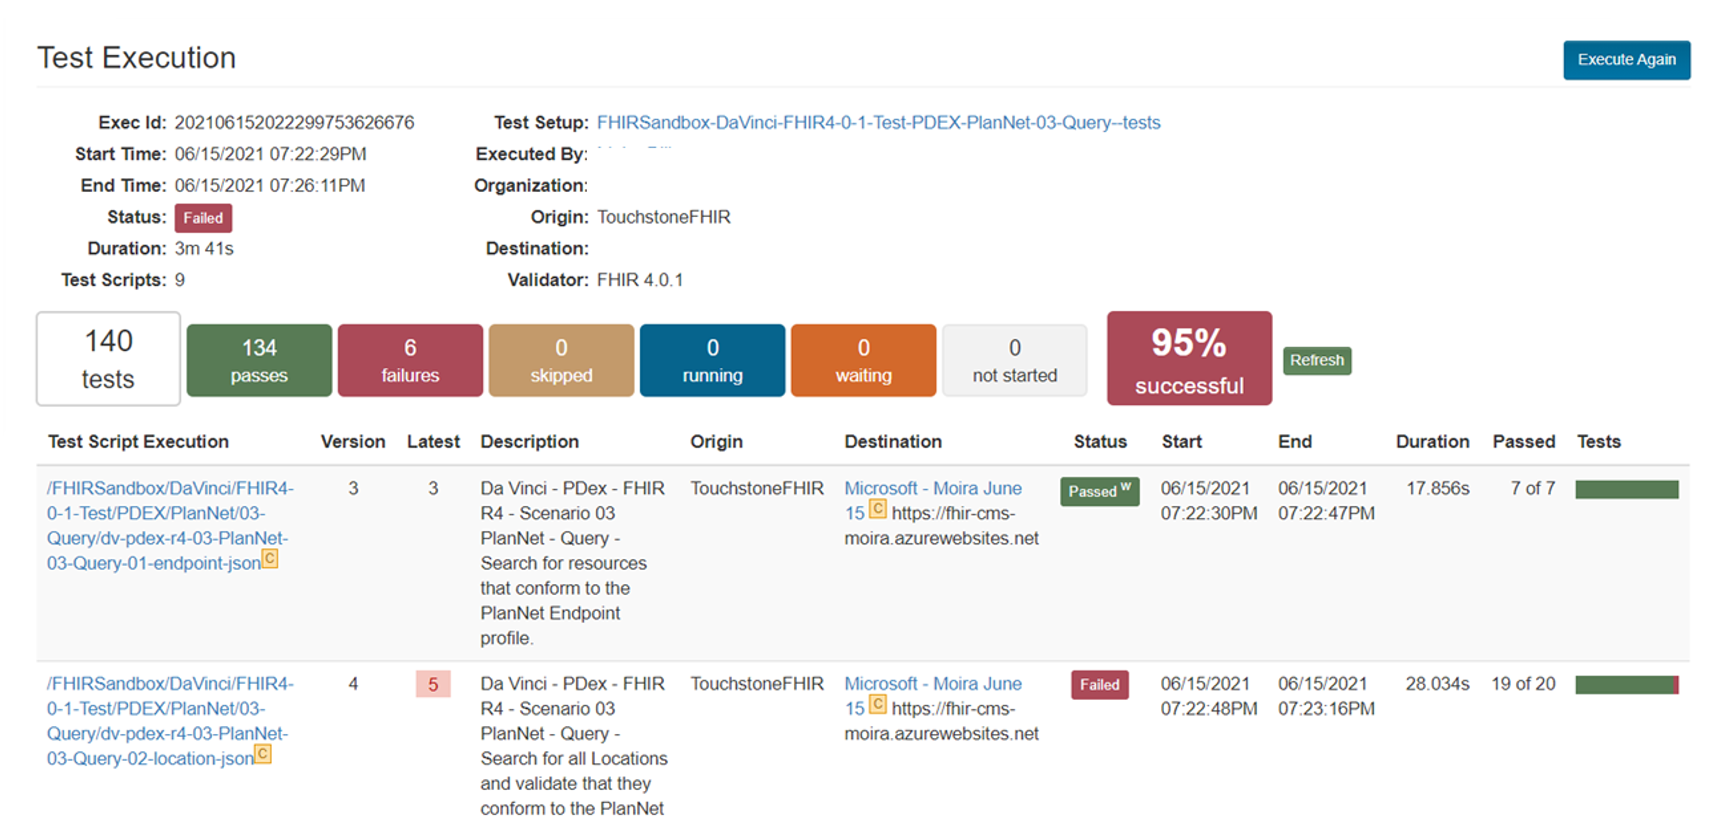 Test Execution
Execute Again
Exec Id: 202106152022299753626676
Test Setup: FHIRSandbox-DaVinci-FHIR4-0-1-Test-PDEX-PlanNet-03-Query--tests
Start Time: 06/15/2021 07:22:29PM
Executed By:
End Time: 06/15/2021 07:26:11PM
Organization:
Status: Failed
Origin: TouchstoneFHIR
Duration: 3m 41s
Destination:
Test Scripts: 9
Validator: FHIR 4.0.1
140
tests
134
passes
6
failures
0
skipped
0
running
0
waiting
0
not started
95%
successful
Refresh
Test Script Execution Version Latest Description Origin Destination Status Start End Duration Passed Tests
/FHIRSandbox/DaVinci/FHIR4-
0-1-Test/PDEX/PlanNet/03-
Query/dv-pdex-r4-03-PlanNet-
03-Query-01-endpoint-json C
3
3
Da Vinci - PDex - FHIR
R4 - Scenario 03
PlanNet - Query -
Search for resources
that conform to the
PlanNet Endpoint
profile.
TouchstoneFHIR
Microsoft - Moira June
15 C https://fhir-cms-
moira.azurewebsites.net
Passed W
06/15/2021
07:22:30PM
06/15/2021
07:22:47PM
17.856s
7 of 7
/FHIRSandbox/DaVinci/FHIR4-
0-1-Test/PDEX/PlanNet/03-
Query/dv-pdex-r4-03-PlanNet-
03-Query-02-location-json C
4
5
Da Vinci - PDex - FHIR
R4 - Scenario 03
PlanNet - Query -
Search for all Locations
and validate that they
conform to the PlanNet
TouchstoneFHIR
Microsoft - Moira June
15 C https://fhir-cms-
moira.azurewebsites.net
Failed
06/15/2021
07:22:48PM
06/15/2021
07:23:16PM
28.034s
19 of 20